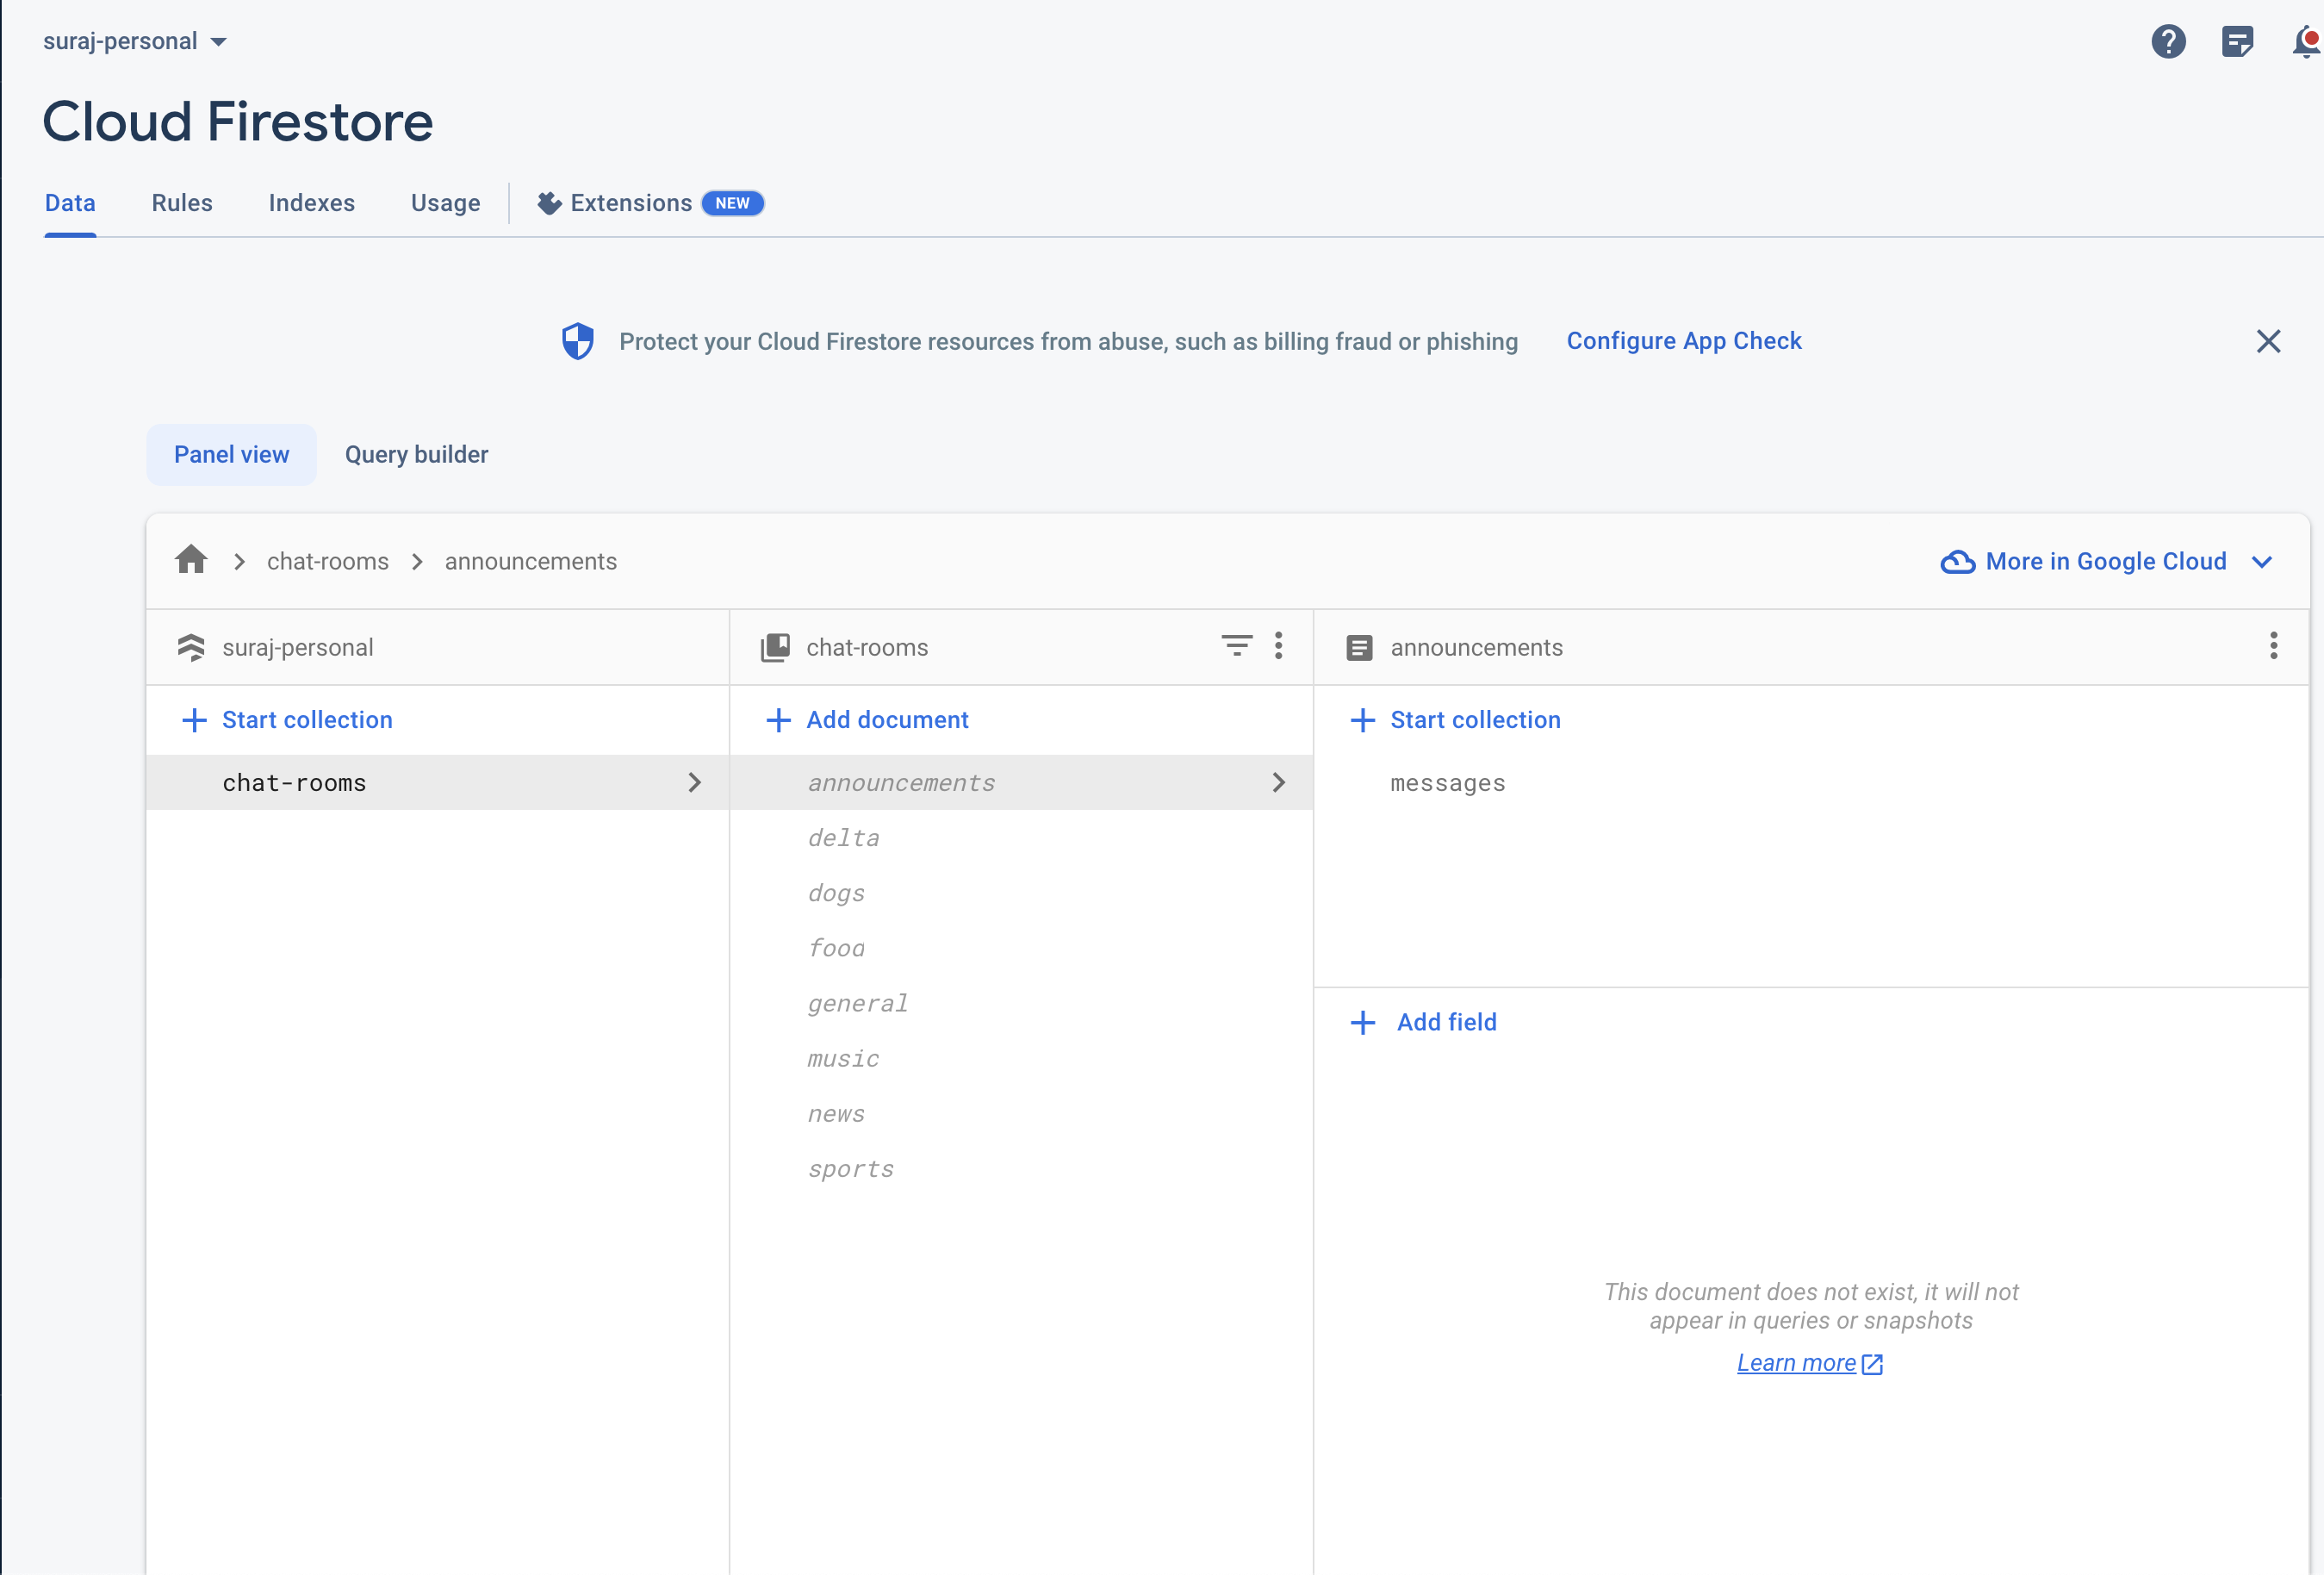 suraj-personal
Cloud Firestore
Data Rules Indexes Usage Extensions NEW
Protect your Cloud Firestore resources from abuse, such as billing fraud or phishing Configure App Check
Panel view Query builder
chat-rooms announcements More in Google Cloud
suraj-personal chat-rooms announcements
Start collection Add document Start collection
chat-rooms announcements messages
delta
dogs
food
general Add field
music
news
sports
This document does not exist, it will not
appear in queries or snapshots
Learn more